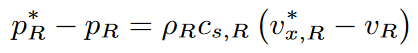 $p_R^* - p_R = \rho_R c_{s,R} \left( v_{x,R}^* - v_R \right)$